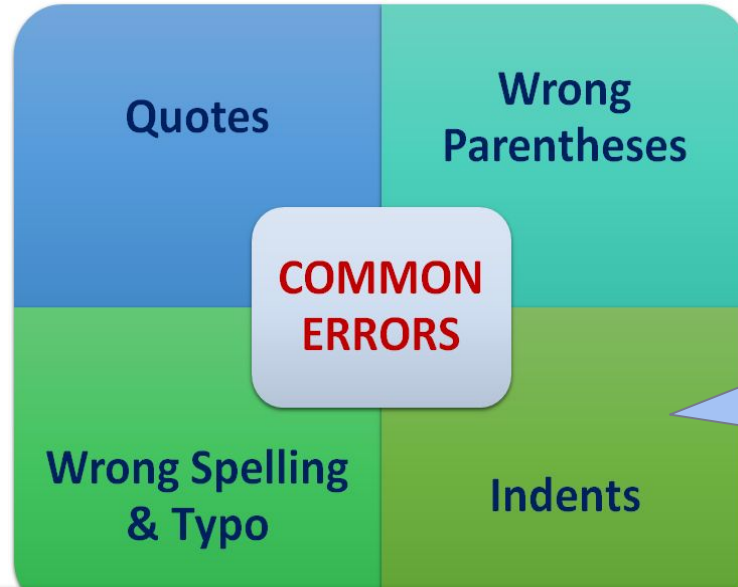 Quotes
Wrong
Parentheses
COMMON
ERRORS
Wrong Spelling
& Typo
Indents